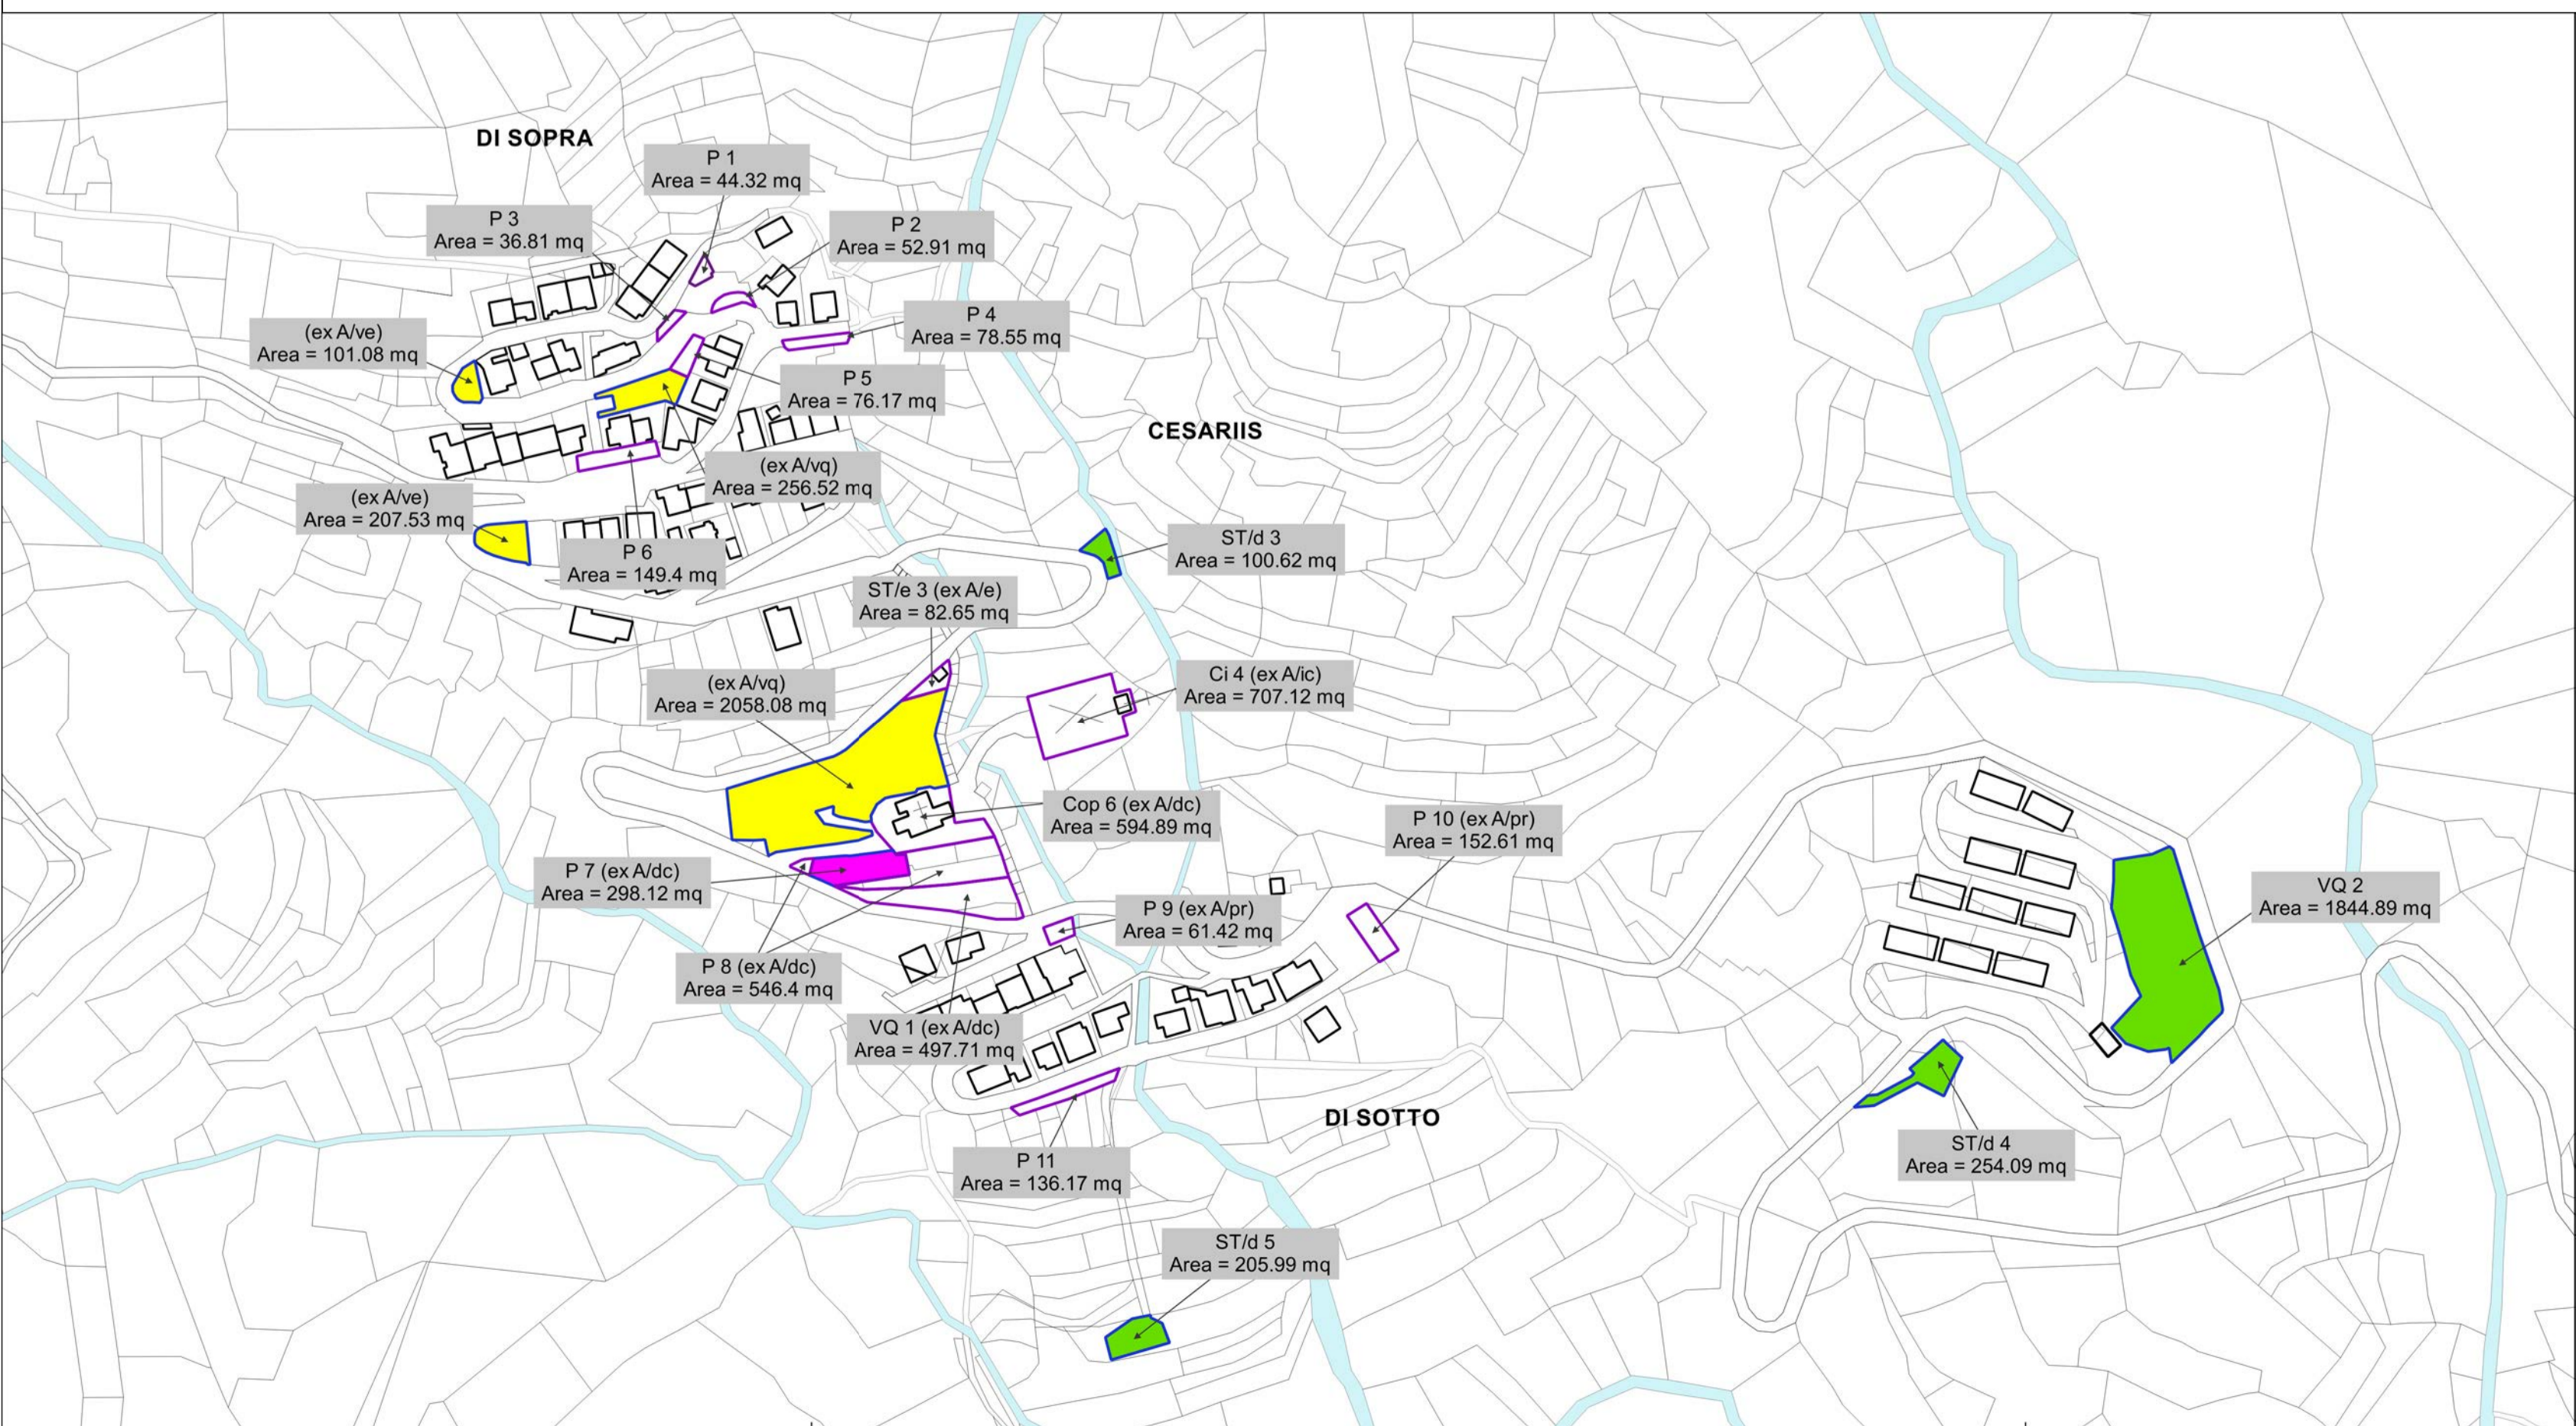 DI SOPRA
P 1
Area = 44.32 mq
P 3
Area = 36.81 mq
P 2
Area = 52.91 mq
(ex A/ve)
Area = 101.08 mq
P 4
Area = 78.55 mq
P 5
Area = 76.17 mq
CESARIIS
(ex A/vq)
Area = 256.52 mq
(ex A/ve)
Area = 207.53 mq
P 6
Area = 149.4 mq
ST/d 3
Area = 100.62 mq
ST/e 3 (ex A/e)
Area = 82.65 mq
(ex A/vq)
Area = 2058.08 mq
Ci 4 (ex A/ic)
Area = 707.12 mq
Cop 6 (ex A/dc)
Area = 594.89 mq
P 10 (ex A/pr)
Area = 152.61 mq
P 7 (ex A/dc)
Area = 298.12 mq
VQ 2
Area = 1844.89 mq
P 9 (ex A/pr)
Area = 61.42 mq
P 8 (ex A/dc)
Area = 546.4 mq
VQ 1 (ex A/dc)
Area = 497.71 mq
DI SOTTO
ST/d 4
Area = 254.09 mq
P 11
Area = 136.17 mq
ST/d 5
Area = 205.99 mq